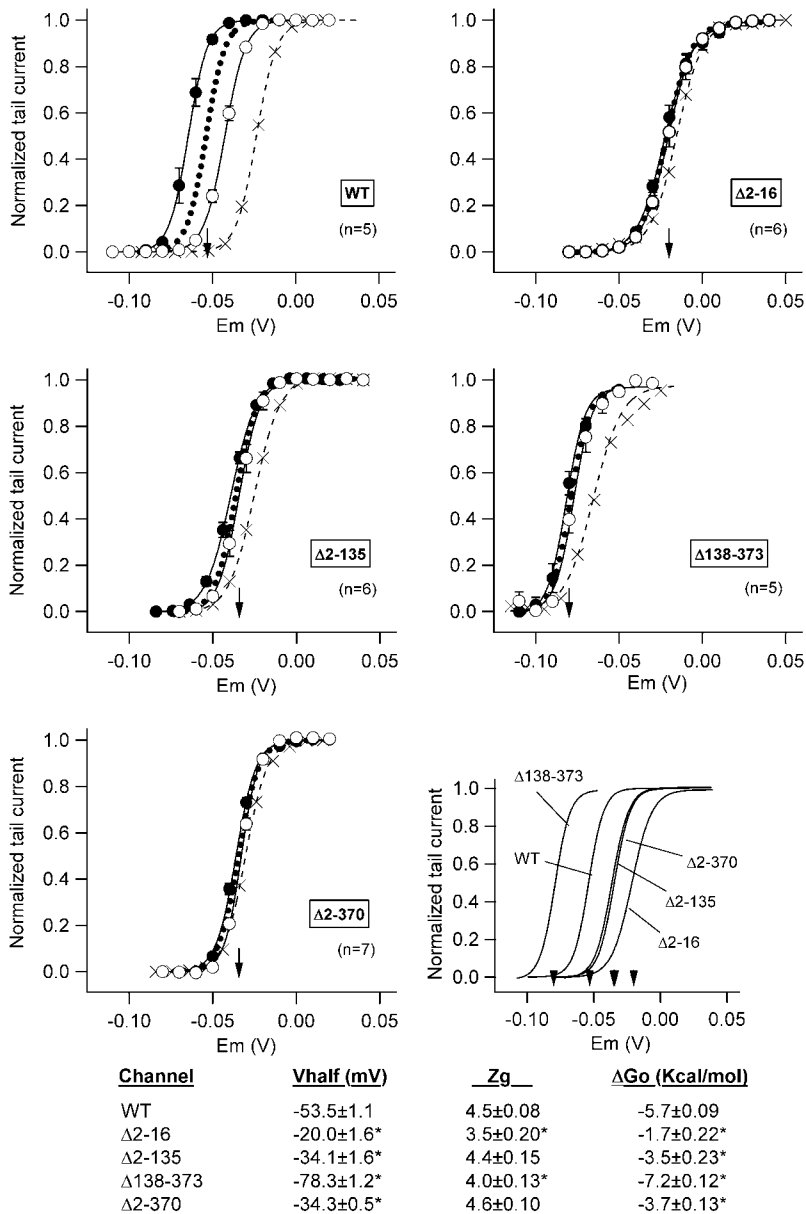 Normalized tail current
1.0
0.8
0.6
0.4
0.2
0.0
WT
(n=5)
-0.10
-0.05
0.00
0.05
Em (V)
Normalized tail current
1.0
0.8
0.6
0.4
0.2
0.0
Δ2-16
(n=6)
-0.10
-0.05
0.00
0.05
Em (V)
Normalized tail current
1.0
0.8
0.6
0.4
0.2
0.0
Δ2-135
(n=6)
-0.10
-0.05
0.00
0.05
Em (V)
Normalized tail current
1.0
0.8
0.6
0.4
0.2
0.0
Δ138-373
(n=5)
-0.10
-0.05
0.00
0.05
Em (V)
Normalized tail current
1.0
0.8
0.6
0.4
0.2
0.0
Δ2-370
(n=7)
-0.10
-0.05
0.00
0.05
Em (V)
Normalized tail current
1.0
0.8
0.6
0.4
0.2
0.0
Δ138-373
WT
Δ2-370
Δ2-135
Δ2-16
-0.10
-0.05
0.00
0.05
Em (V)
Channel Vhalf (mV) Zg ΔGo (Kcal/mol)
WT -53.5±1.1 4.5±0.08 -5.7±0.09
Δ2-16 -20.0±1.6* 3.5±0.20* -1.7±0.22*
Δ2-135 -34.1±1.6* 4.4±0.15 -3.5±0.23*
Δ138-373 -78.3±1.2* 4.0±0.13* -7.2±0.12*
Δ2-370 -34.3±0.5* 4.6±0.10 -3.7±0.13*